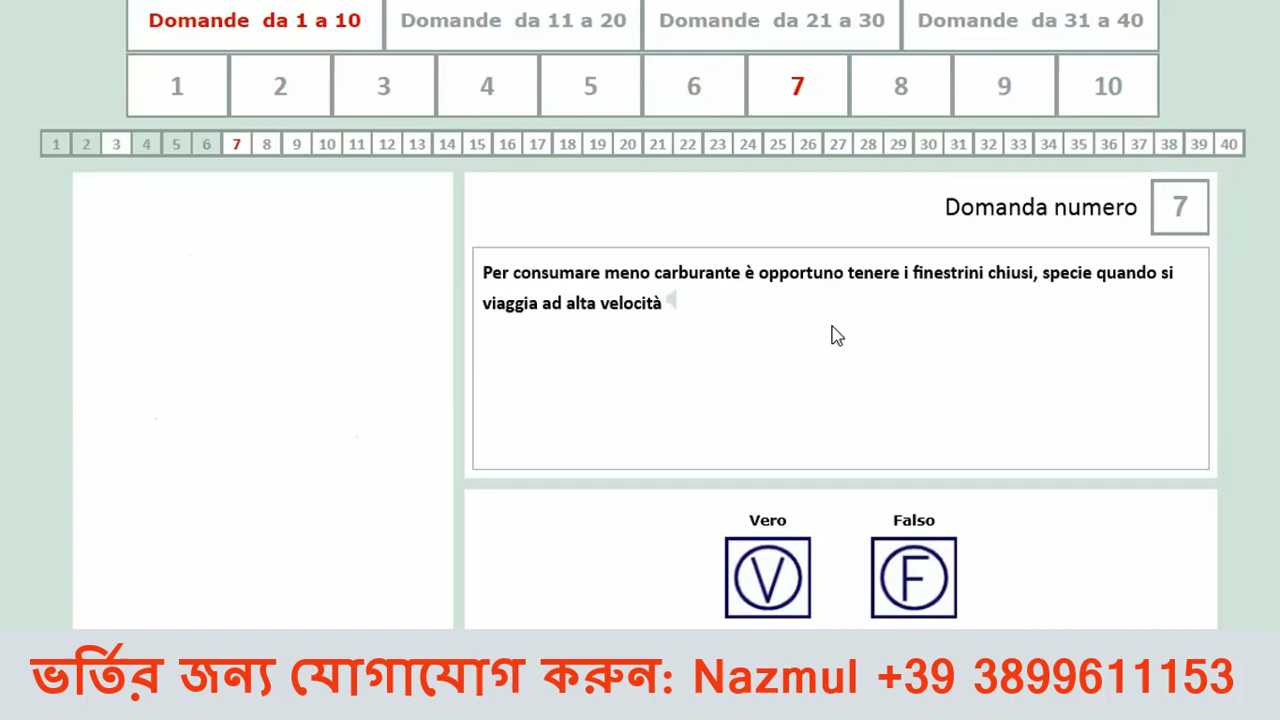 Domande da 1 a 10 Domande da 11 a 20 Domande da 21 a 30 Domande da 31 a 40
1 2 3 4 5 6 7 8 9 10
1 2 3 4 5 6 7 8 9 10 11 12 13 14 15 16 17 18 19 20 21 22 23 24 25 26 27 28 29 30 31 32 33 34 35 36 37 38 39 40
Domanda numero 7
Per consumare meno carburante è opportuno tenere i finestrini chiusi, specie quando si
viaggia ad alta velocità
Vero Falso
V F
ভর্তির জন্য যোগাযোগ করুন: Nazmul +39 3899611153